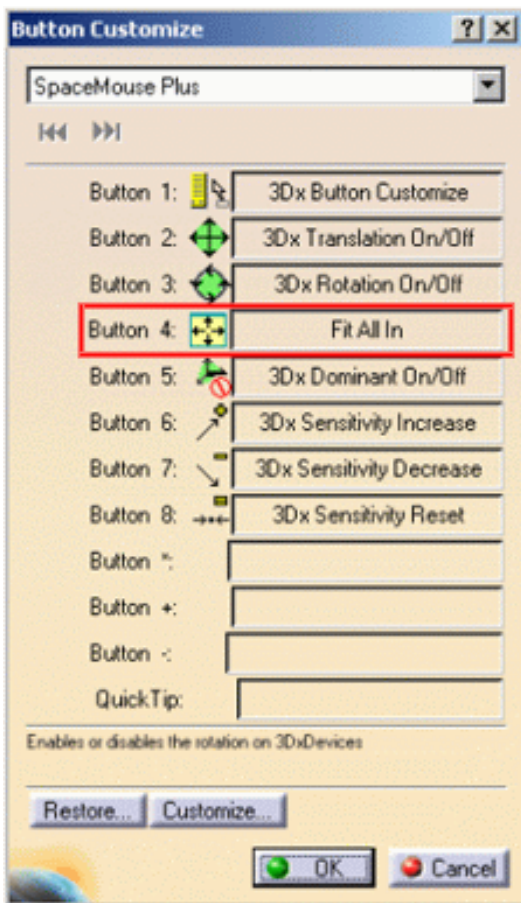 Button Customize
SpaceMouse Plus
Button 1: 3Dx Button Customize
Button 2: 3Dx Translation On/Off
Button 3: 3Dx Rotation On/Off
Button 4: Fit All In
Button 5: 3Dx Dominant On/Off
Button 6: 3Dx Sensitivity Increase
Button 7: 3Dx Sensitivity Decrease
Button 8: 3Dx Sensitivity Reset
Button *:
Button +:
Button -:
QuickTip:
Enables or disables the rotation on 3DxDevices
Restore... Customize...
OK Cancel